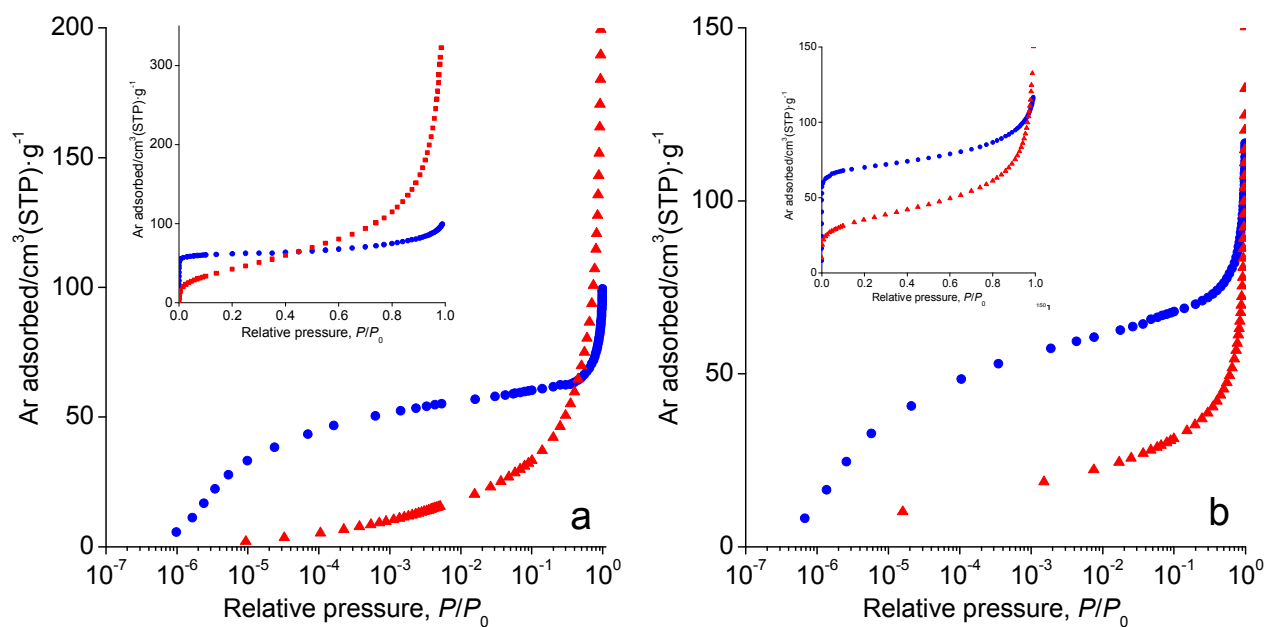 200
150
100
50
0
Ar adsorbed/cm³(STP)·g⁻¹
10⁻⁷ 10⁻⁶ 10⁻⁵ 10⁻⁴ 10⁻³ 10⁻² 10⁻¹ 10⁰
Relative pressure, P/P₀
a
300
200
100
0
Ar adsorbed/cm³(STP)·g⁻¹
0.0 0.2 0.4 0.6 0.8 1.0
Relative pressure, P/P₀
150
100
50
0
Ar adsorbed/cm³(STP)·g⁻¹
10⁻⁷ 10⁻⁶ 10⁻⁵ 10⁻⁴ 10⁻³ 10⁻² 10⁻¹ 10⁰
Relative pressure, P/P₀
b
150
100
50
0
Ar adsorbed/cm³(STP)·g⁻¹
0.0 0.2 0.4 0.6 0.8 1.0
Relative pressure, P/P₀
150